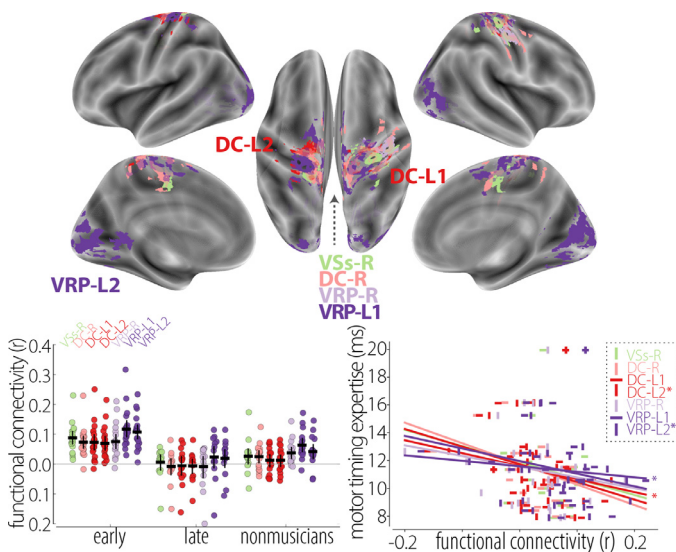 DC-L2
DC-L1
VSs-R
DC-R
VRP-R
VRP-L1
VRP-L2
VSs-R
DC-R
DC-L1
DC-L2
VRP-R
VRP-L1
VRP-L2
functional connectivity (r)
0.4
0.3
0.2
0.1
0.0
0.1
0.2
early late nonmusicians
motor timing expertise (ms)
20
18
16
14
12
10
8
-0.2 functional connectivity (r) 0.2
VSs-R
DC-R
DC-L1
DC-L2*
VRP-R
VRP-L1
VRP-L2*
*
*